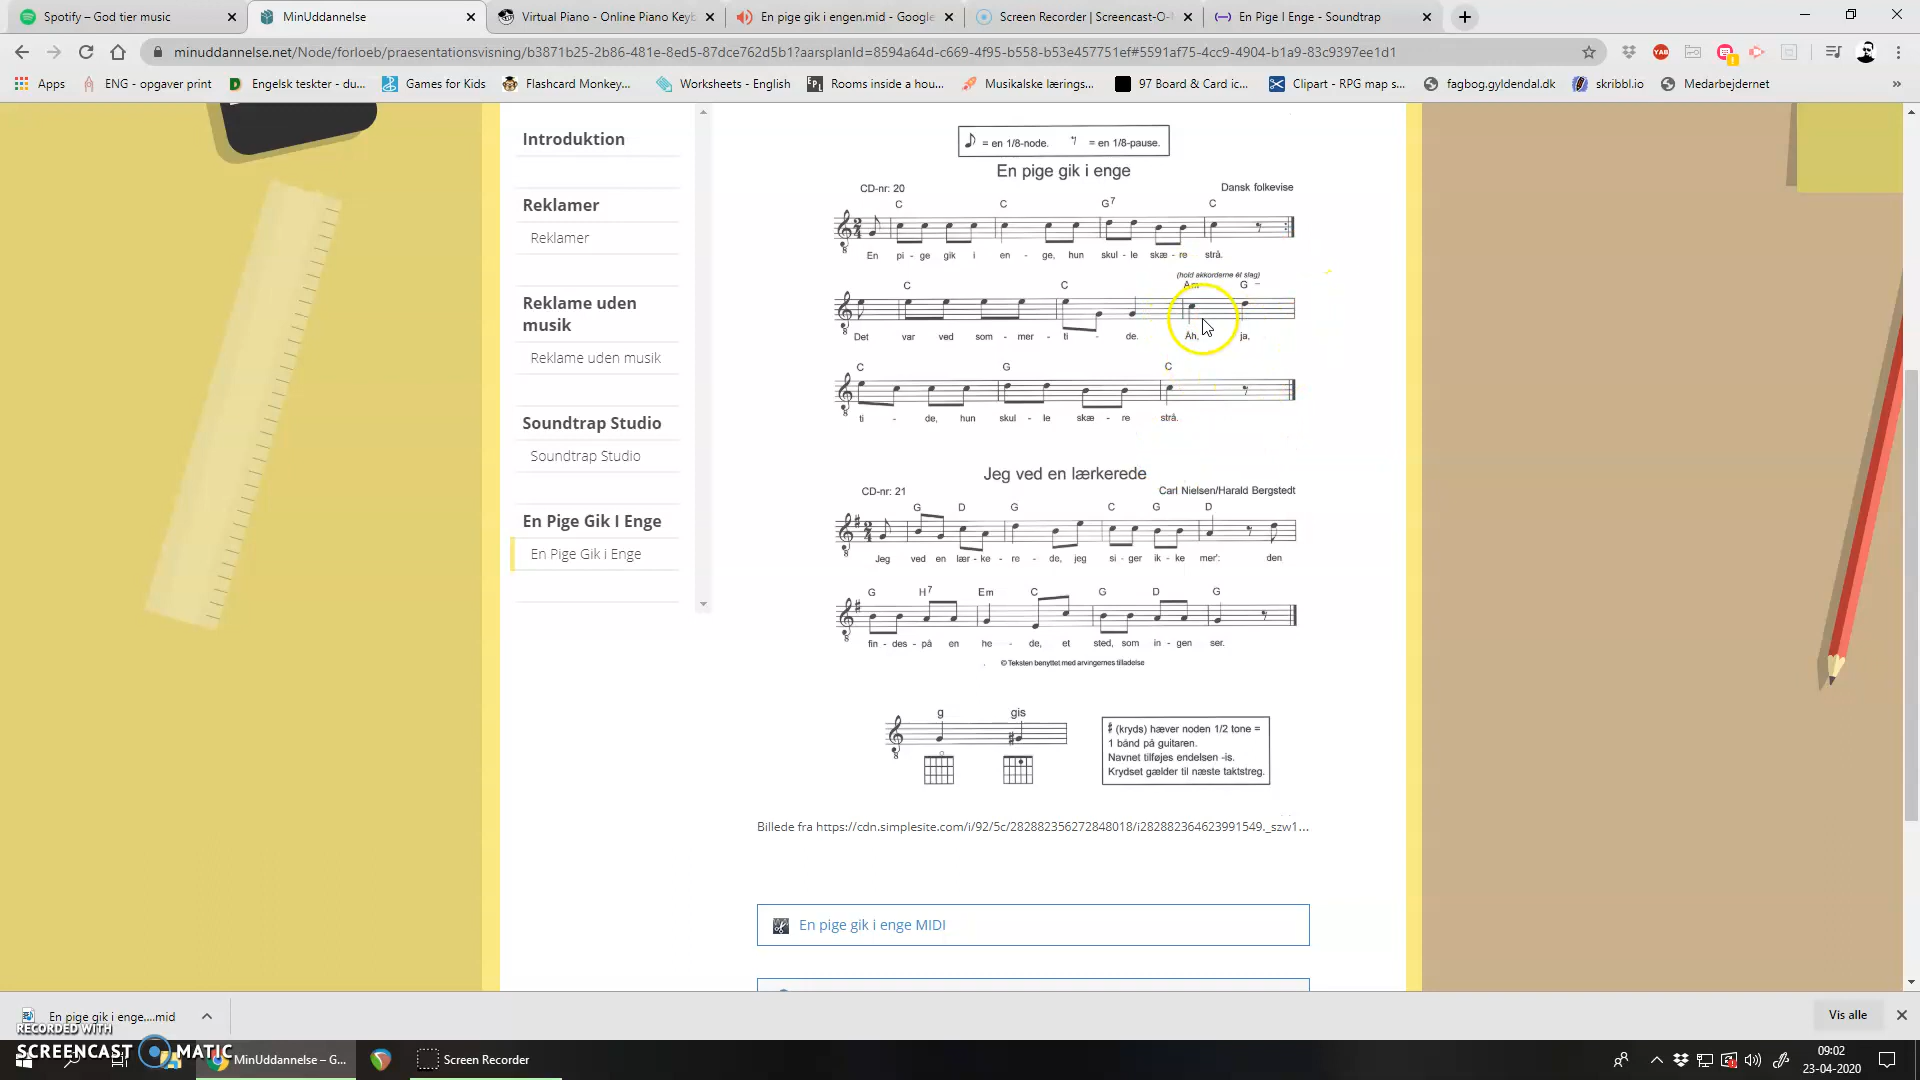 Spotify – God tier music
MinUddannelse
Virtual Piano - Online Piano Keyb
En pige gik i engen.mid - Google
Screen Recorder | Screencast-O-
En Pige I Enge - Soundtrap
minuddannelse.net/Node/forloeb/praesentationsvisning/b3871b25-2b86-481e-8ed5-87dce762d5b1?aarsplanId=8594a64d-c669-4f95-b558-b53e457751ef#5591af75-4cc9-4904-b1a9-83c9397ee1d1
Apps
ENG - opgaver print
Engelsk teskter - du...
Games for Kids
Flashcard Monkey...
Worksheets - English
Rooms inside a hou...
Musikalske lærings...
97 Board & Card ic...
Clipart - RPG map s...
fagbog.gyldendal.dk
skribbl.io
Medarbejdernet
Introduktion
Reklamer
Reklamer
Reklame uden
musik
Reklame uden musik
Soundtrap Studio
Soundtrap Studio
En Pige Gik I Enge
En Pige Gik i Enge
= en 1/8-node. = en 1/8-pause.
En pige gik i enge
CD-nr: 20 Dansk folkevise
C C G7 C
En pi - ge gik i en - ge, hun skul - le skæ - re strå.
(hold akkorderne ét slag)
C C Am G
Det var ved som - mer - ti - de. Åh, ja,
C G C
ti - de, hun skul - le skæ - re strå.
Jeg ved en lærkerede
CD-nr: 21 Carl Nielsen/Harald Bergstedt
G D G C G D
Jeg ved en lær - ke - re - de, jeg si - ger ik - ke mer': den
G H7 Em C G D G
fin - des - på en he - de, et sted, som in - gen ser.
© Teksten benyttet med arvingernes tilladelse
g gis
♯ (kryds) hæver noden 1/2 tone =
1 bånd på guitaren.
Navnet tilføjes endelsen -is.
Krydset gælder til næste taktstreg.
Billede fra https://cdn.simplesite.com/i/92/5c/282882356272848018/i282882364623991549._szw1...
En pige gik i enge MIDI
En pige gik i enge....mid
Vis alle
RECORDED WITH
SCREENCAST MATIC
MinUddannelse – G...
Screen Recorder
09:02
23-04-2020